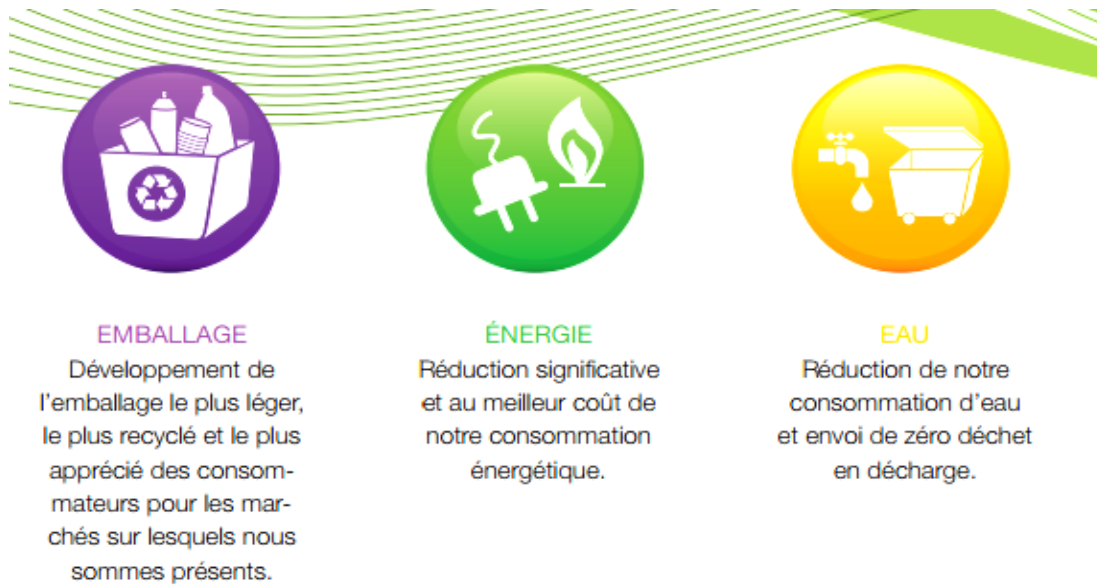 EMBALLAGE
Développement de
l'emballage le plus léger,
le plus recyclé et le plus
apprécié des consom-
mateurs pour les mar-
chés sur lesquels nous
sommes présents.
ÉNERGIE
Réduction significative
et au meilleur coût de
notre consommation
énergétique.
EAU
Réduction de notre
consommation d'eau
et envoi de zéro déchet
en décharge.